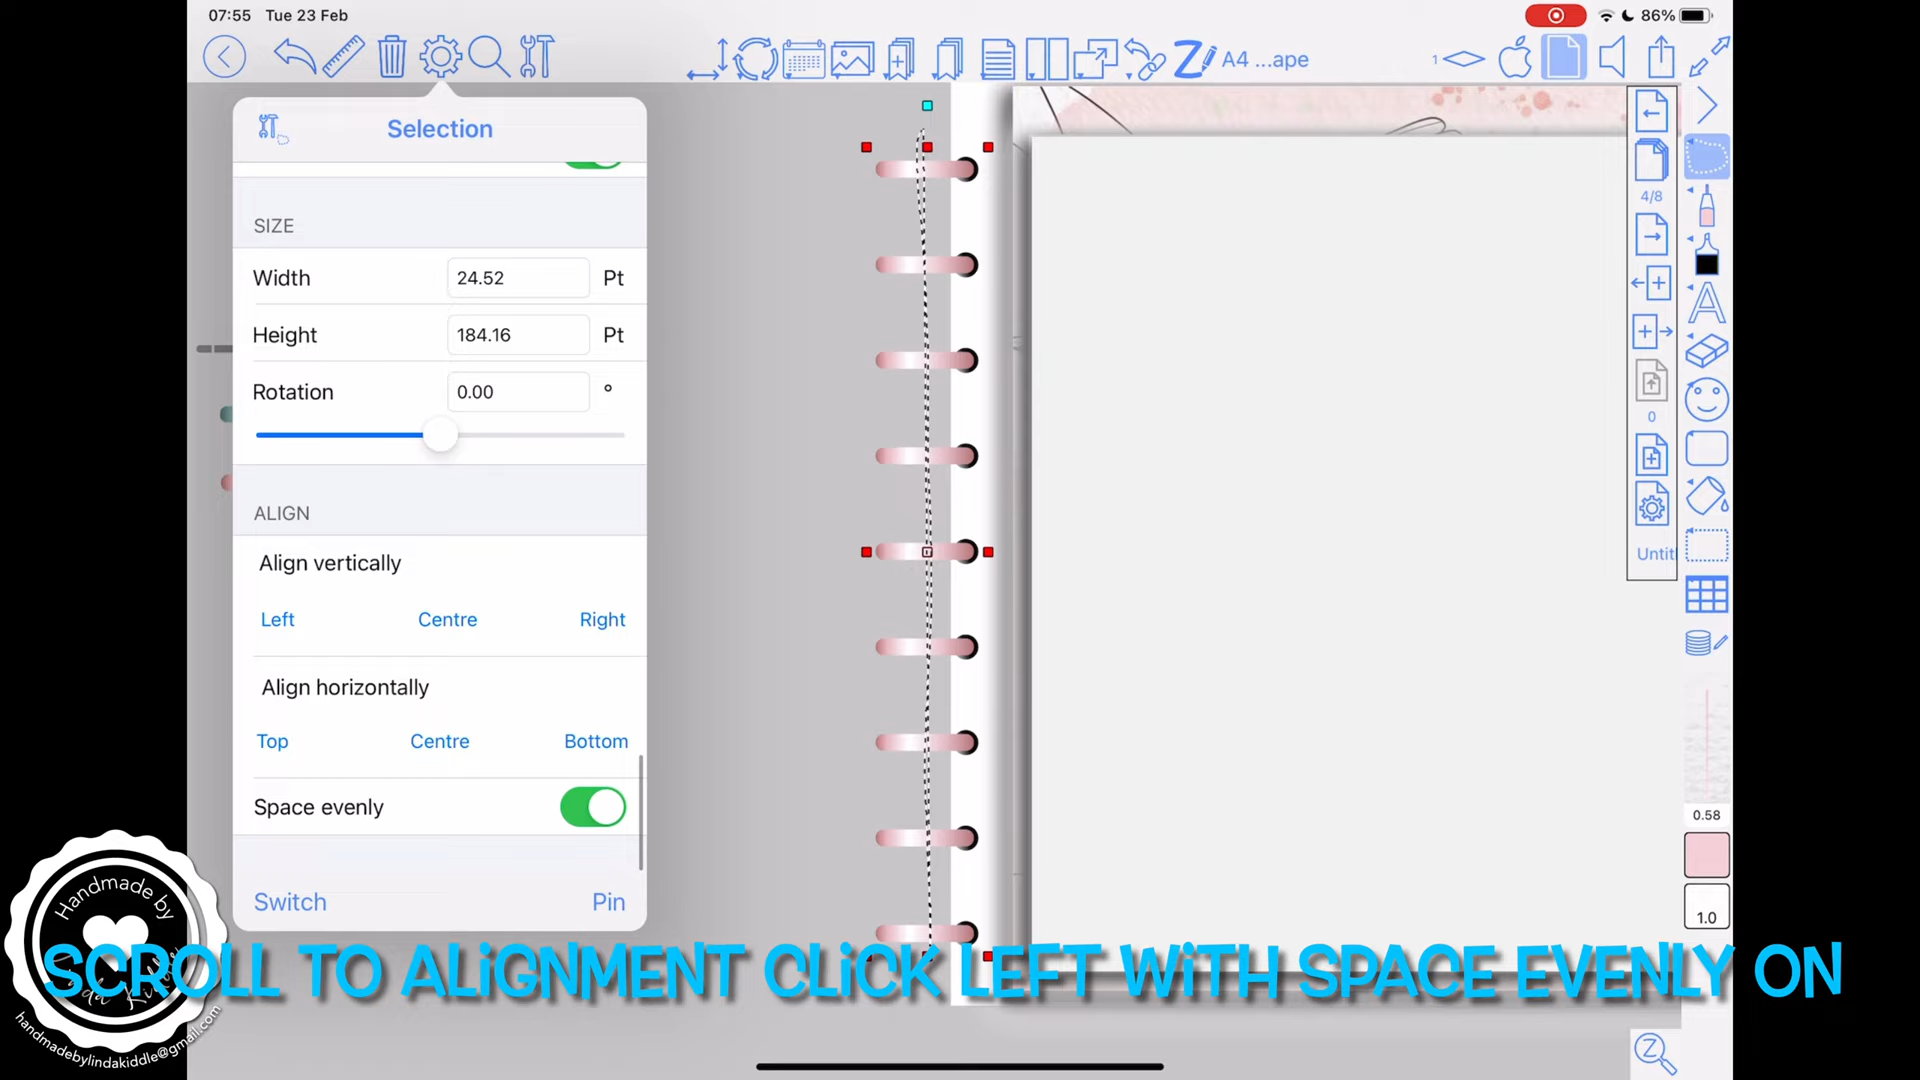 07:55 Tue 23 Feb
86%
A4 ...ape
1
Selection
SIZE
Width 24.52 Pt
Height 184.16 Pt
Rotation 0.00 °
ALIGN
Align vertically
Left Centre Right
Align horizontally
Top Centre Bottom
Space evenly
Switch Pin
4/8
0
Untit
0.58
1.0
Z
Handmade by
handmadebylindakiddle@gmail.com
SCROLL TO ALIGNMENT CLICK LEFT WITH SPACE EVENLY ON